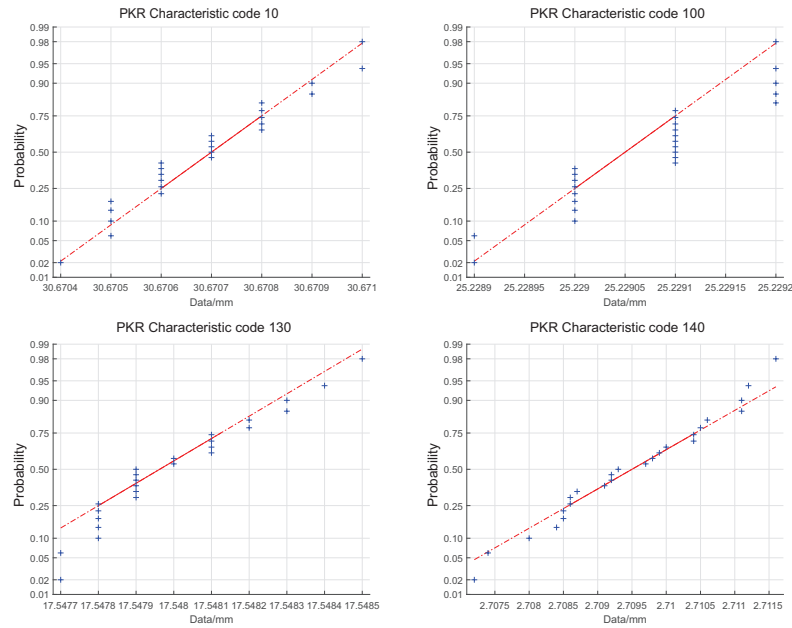 PKR Characteristic code 10
0.99
0.98
0.95
0.90
0.75
0.50
0.25
0.10
0.05
0.02
0.01
Probability
30.6704 30.6705 30.6706 30.6707 30.6708 30.6709 30.671
Data/mm
PKR Characteristic code 100
0.99
0.98
0.95
0.90
0.75
0.50
0.25
0.10
0.05
0.02
0.01
Probability
25.2289 25.22895 25.229 25.22905 25.2291 25.22915 25.2292
Data/mm
PKR Characteristic code 130
0.99
0.98
0.95
0.90
0.75
0.50
0.25
0.10
0.05
0.02
0.01
Probability
17.5477 17.5478 17.5479 17.548 17.5481 17.5482 17.5483 17.5484 17.5485
Data/mm
PKR Characteristic code 140
0.99
0.98
0.95
0.90
0.75
0.50
0.25
0.10
0.05
0.02
0.01
Probability
2.7075 2.708 2.7085 2.709 2.7095 2.71 2.7105 2.711 2.7115
Data/mm